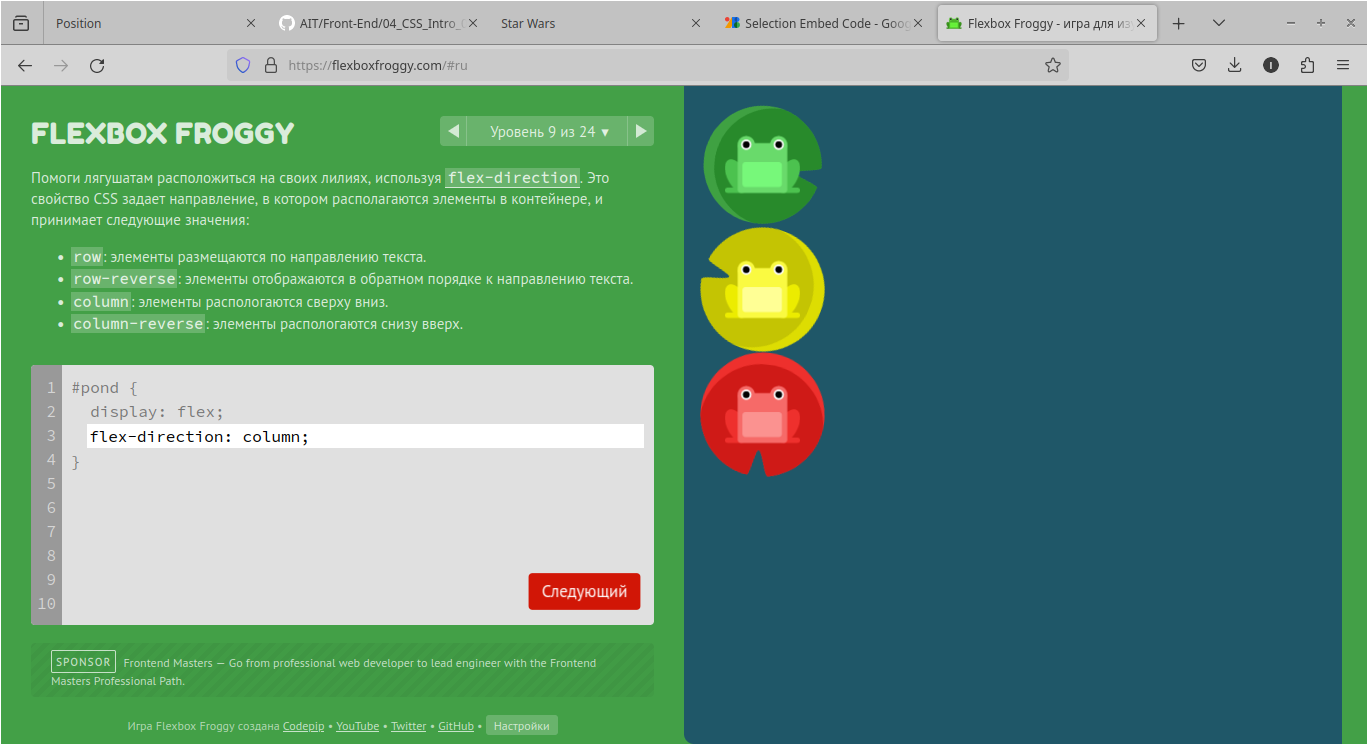 Position
AIT/Front-End/04_CSS_Intro_
Star Wars
Selection Embed Code - Goo
Flexbox Froggy - игра для из
https://flexboxfroggy.com/#ru
FLEXBOX FROGGY
Уровень 9 из 24 ▾
Помоги лягушатам расположиться на своих лилиях, используя flex-direction. Это
свойство CSS задает направление, в котором располагаются элементы в контейнере, и
принимает следующие значения:
• row: элементы размещаются по направлению текста.
• row-reverse: элементы отображаются в обратном порядке к направлению текста.
• column: элементы распологаются сверху вниз.
• column-reverse: элементы распологаются снизу вверх.
1 #pond {
2 display: flex;
3 flex-direction: column;
4 }
5
6
7
8
9
10
Следующий
SPONSOR Frontend Masters — Go from professional web developer to lead engineer with the Frontend
Masters Professional Path.
Игра Flexbox Froggy создана Codepip • YouTube • Twitter • GitHub • Настройки